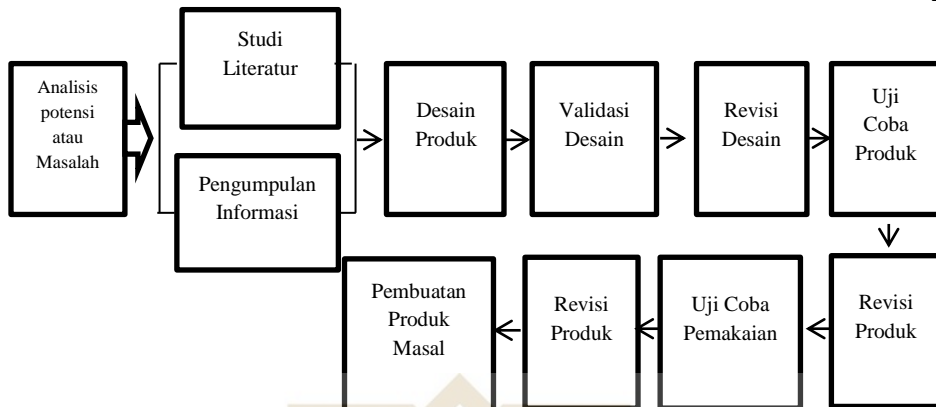 Analisis
potensi
atau
Masalah
Studi
Literatur
Pengumpulan
Informasi
Desain
Produk
Validasi
Desain
Revisi
Desain
Uji
Coba
Produk
Revisi
Produk
Uji Coba
Pemakaian
Revisi
Produk
Pembuatan
Produk
Masal